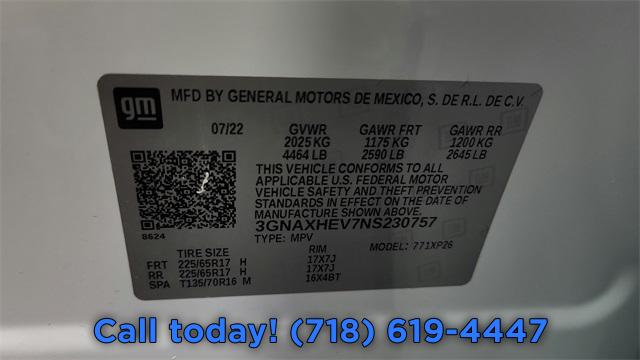 gm
MFD BY GENERAL MOTORS DE MEXICO, S. DE R.L. DE C.V.
07/22 GVWR GAWR FRT GAWR RR
2025 KG 1175 KG 1200 KG
4464 LB 2590 LB 2645 LB
THIS VEHICLE CONFORMS TO ALL
APPLICABLE U.S. FEDERAL MOTOR
VEHICLE SAFETY AND THEFT PREVENTION
STANDARDS IN EFFECT ON THE DATE OF
MANUFACTURE SHOWN ABOVE.
3GNAXHEV7NS230757
8624
TYPE: MPV MODEL: 771XP26
TIRE SIZE RIM
FRT 225/65R17 H 17X7J
RR 225/65R17 H 17X7J
SPA T135/70R16 M 16X4BT
Call today! (718) 619-4447